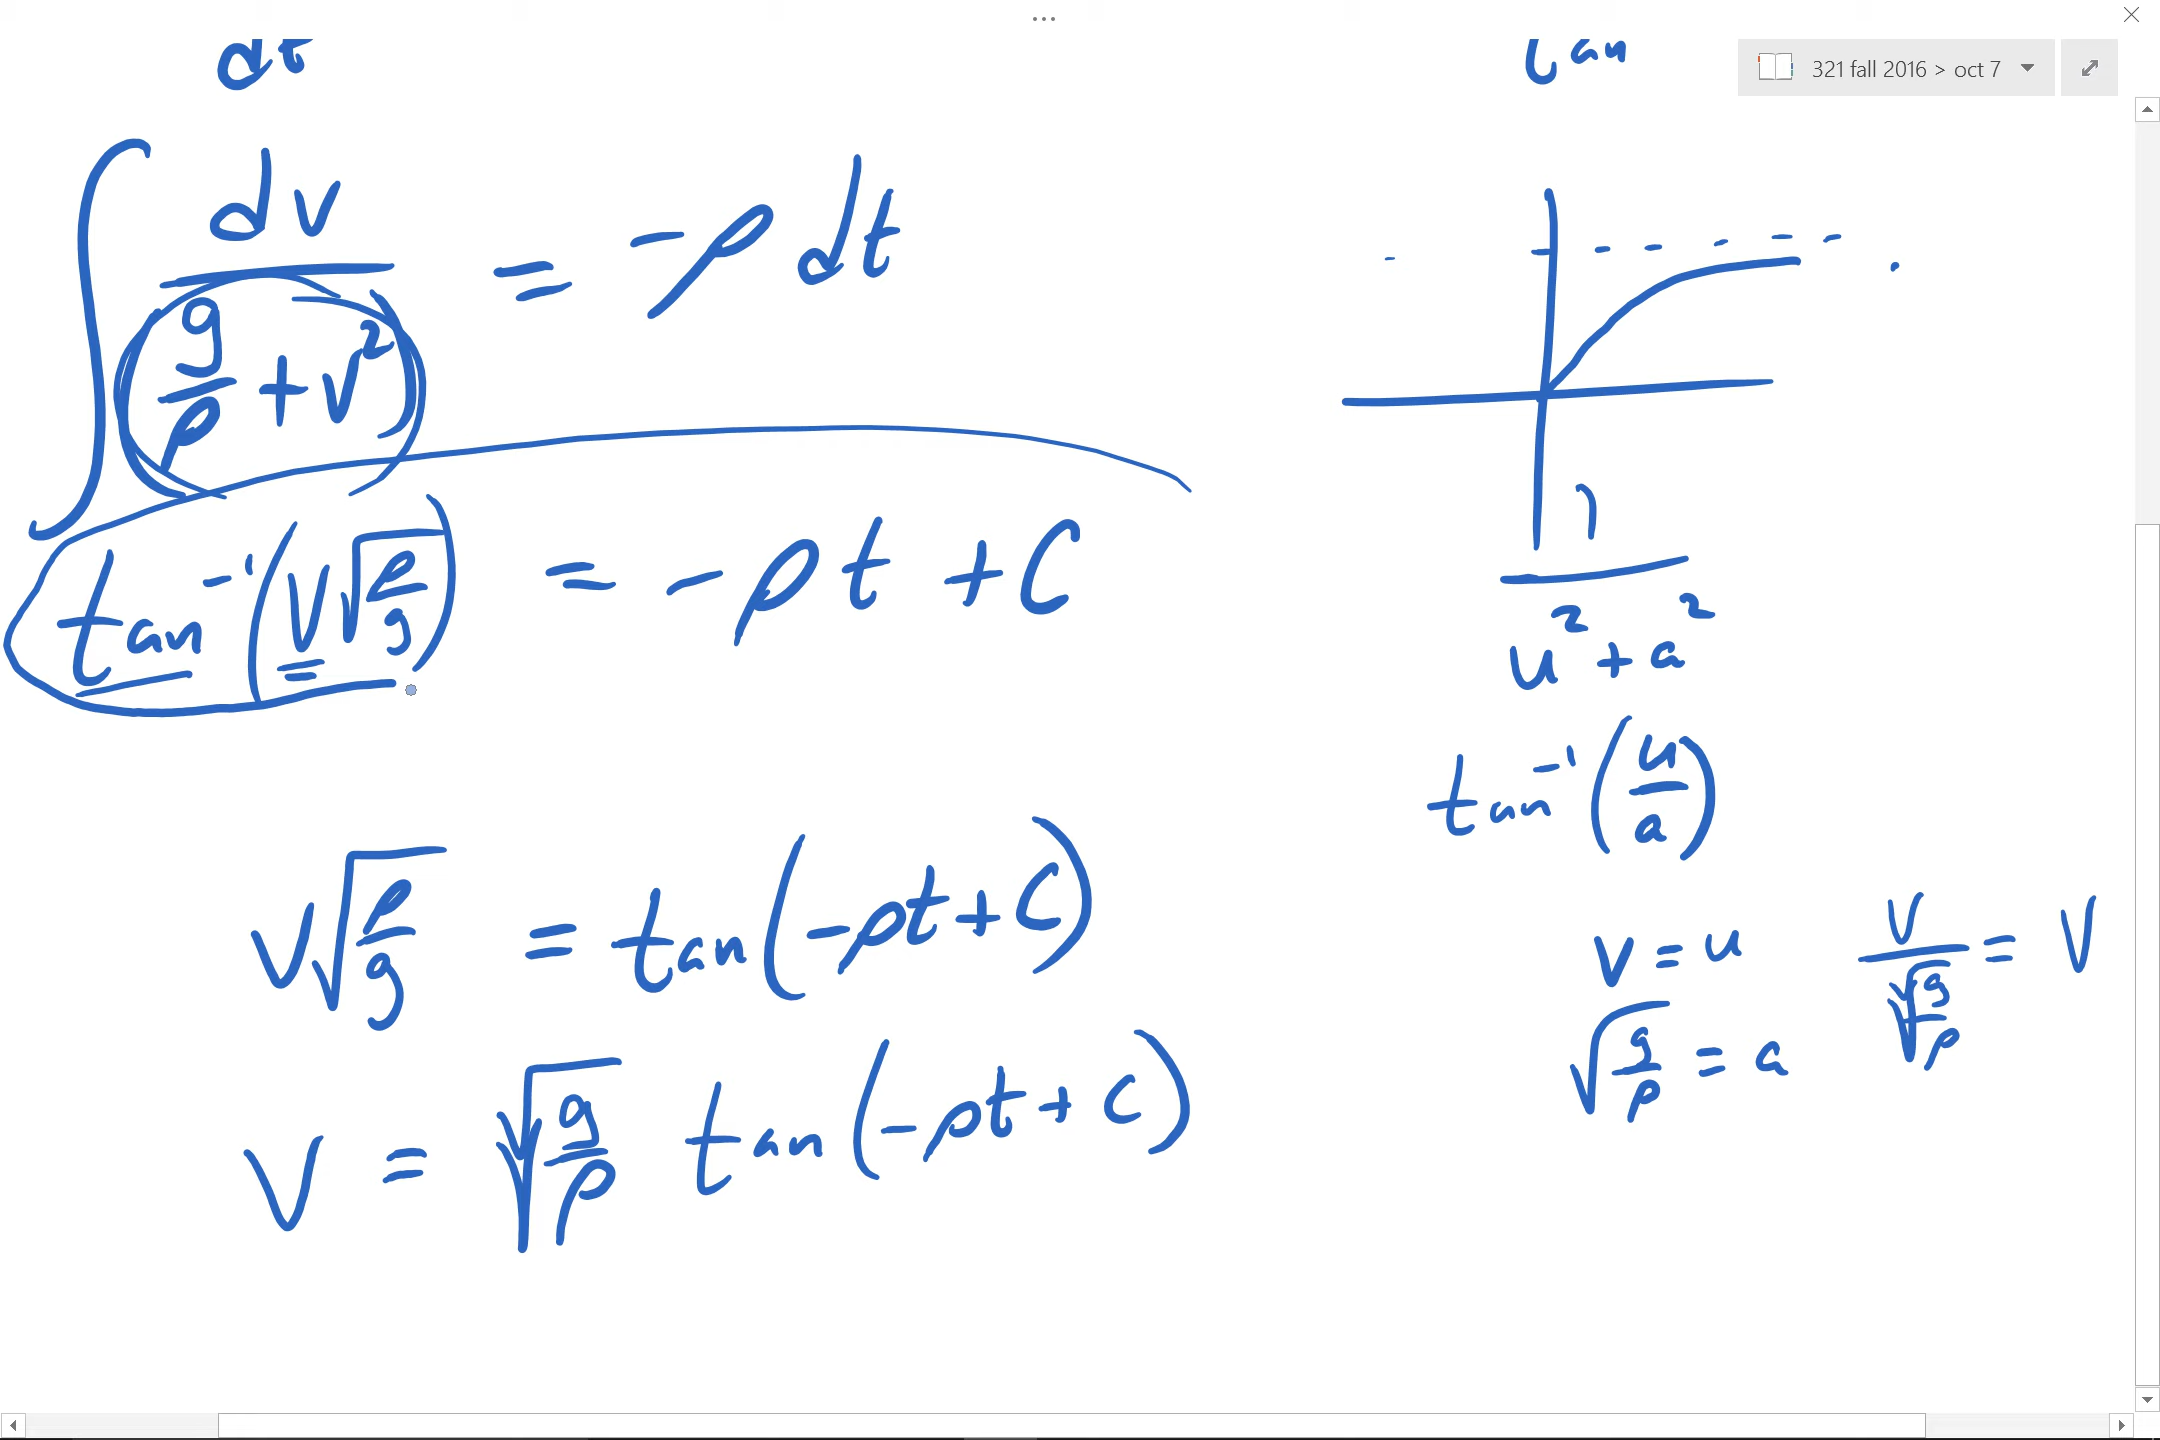 ...
dt
tan
321 fall 2016 > oct 7
∫ dv / (g/ρ + v²) = -ρ dt
tan⁻¹(v√(ρ/g)) = -ρt + C
1 / (u² + a²)
tan⁻¹(u/a)
v√(ρ/g) = tan(-ρt + C)
v = √(g/ρ) tan(-ρt + C)
v = u
√(g/ρ) = a
v / √(g/ρ) = v